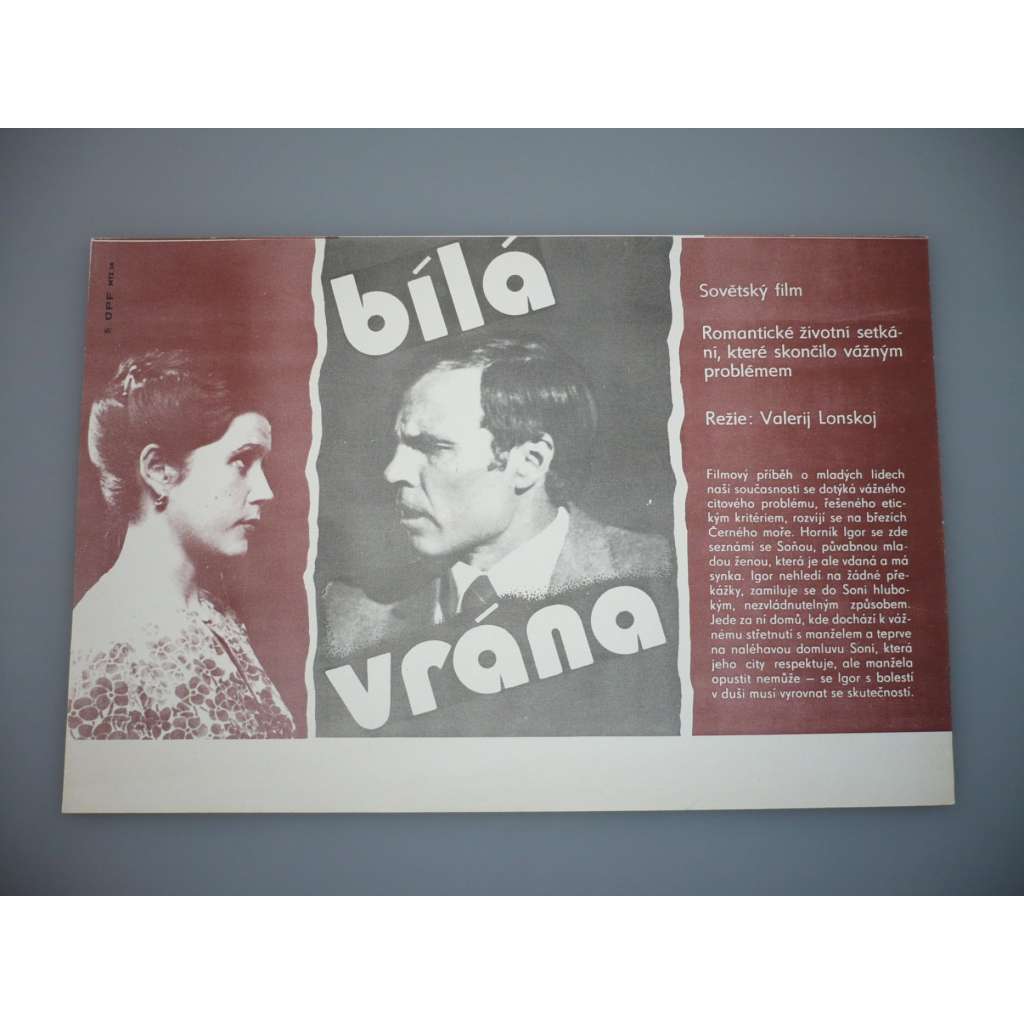 bílá
vrána
Sovětský film
Romantické životní setká-
ní, které skončilo vážným
problémem
Režie: Valerij Lonskoj
Filmový příběh o mladých lidech
naší současnosti se dotýká vážného
citového problému, řešeného etic-
kým kritériem, rozvíjí se na březích
Černého moře. Horník Igor se zde
seznámí se Soňou, půvabnou mla-
dou ženou, která je ale vdaná a má
synka. Igor nehledí na žádné pře-
kážky, zamiluje se do Soni hlubo-
kým, nezvládnutelným způsobem.
Jede za ní domů, kde dochází k váž-
nému střetnutí s manželem a teprve
na naléhavou domluvu Soni, která
jeho city respektuje, ale manžela
opustit nemůže – se Igor s bolestí
v duši musí vyrovnat se skutečností.